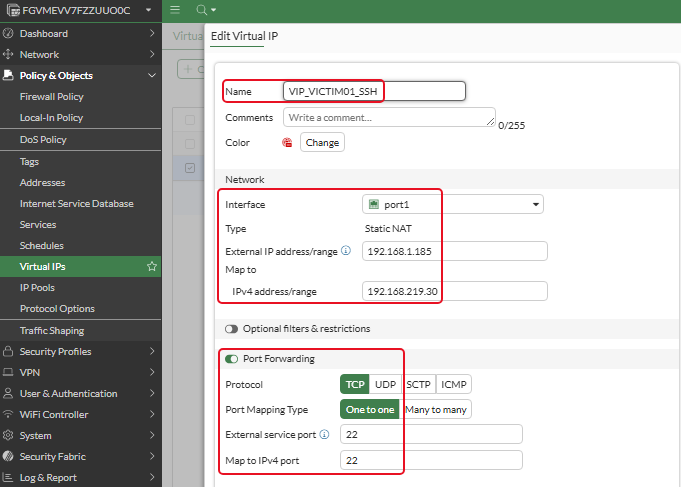 FGVMEVV7FZZUUO0C
Dashboard
Network
Policy & Objects
Firewall Policy
Local-In Policy
DoS Policy
Tags
Addresses
Internet Service Database
Services
Schedules
Virtual IPs
IP Pools
Protocol Options
Traffic Shaping
Security Profiles
VPN
User & Authentication
WiFi Controller
System
Security Fabric
Log & Report
Virtual
Edit Virtual IP
Name VIP_VICTIM01_SSH
Comments Write a comment... 0/255
Color Change
Network
Interface port1
Type Static NAT
External IP address/range 192.168.1.185
Map to
IPv4 address/range 192.168.219.30
Optional filters & restrictions
Port Forwarding
Protocol TCP UDP SCTP ICMP
Port Mapping Type One to one Many to many
External service port 22
Map to IPv4 port 22